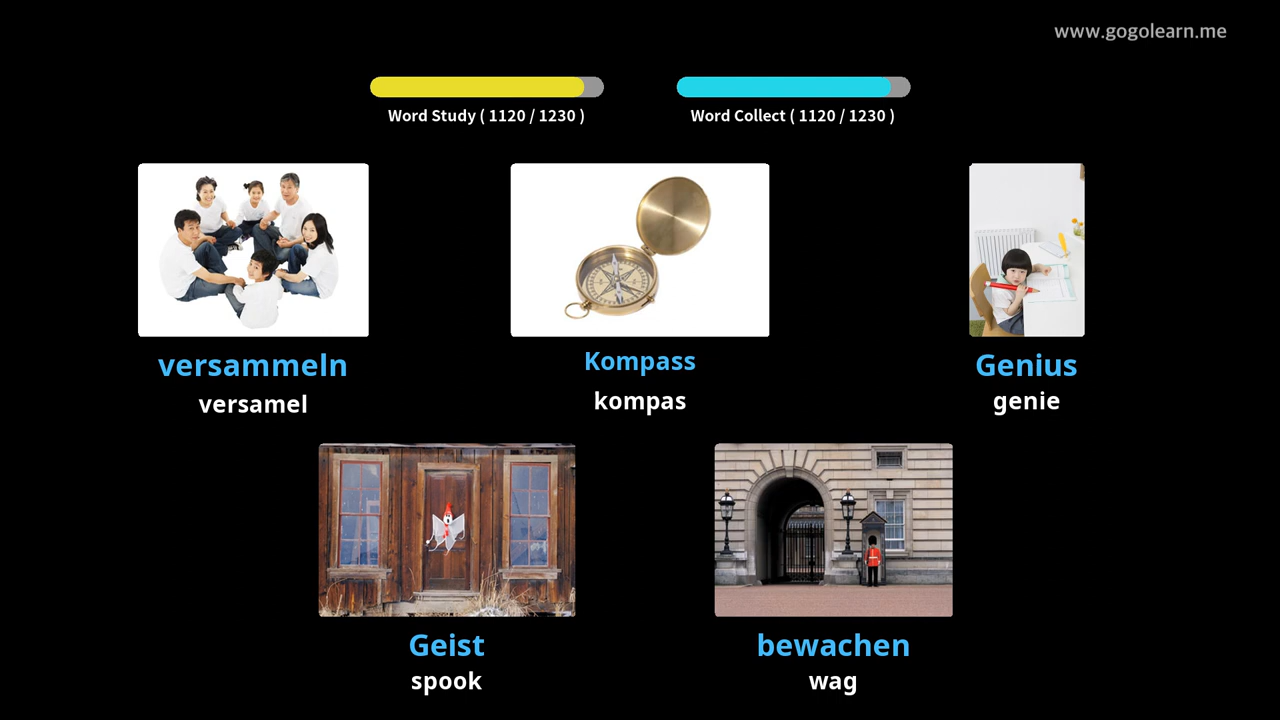 www.gogolearn.me
Word Study ( 1120 / 1230 )
Word Collect ( 1120 / 1230 )
versammeln
versamel
Kompass
kompas
Genius
genie
Geist
spook
bewachen
wag